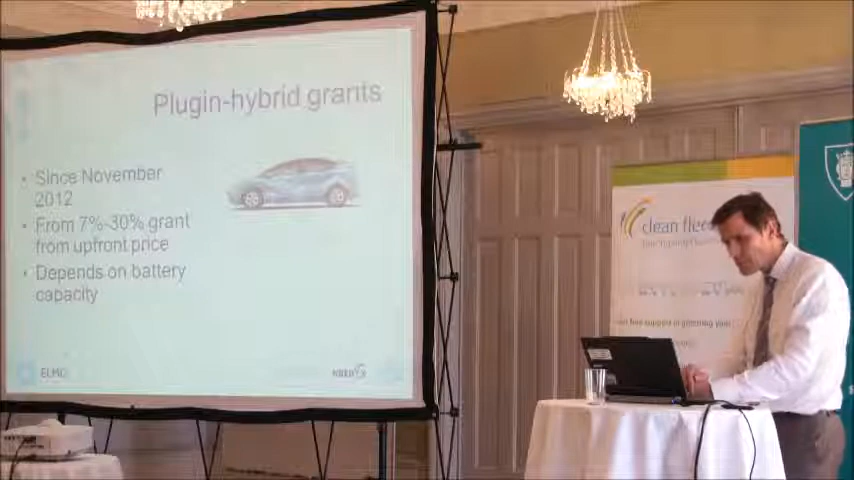 Plugin-hybrid grants
• Since November
2012
• From 7%-30% grant
from upfront price
• Depends on battery
capacity
ELMO
clean flee